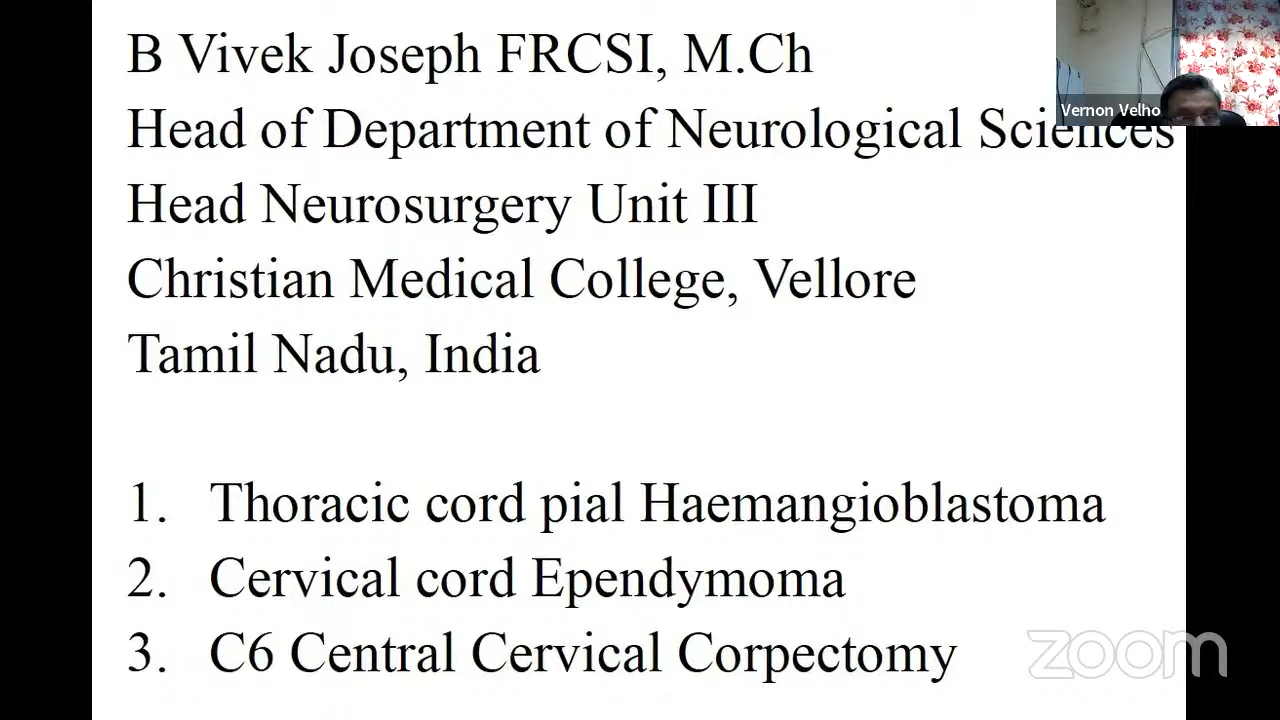 B Vivek Joseph FRCSI, M.Ch
Head of Department of Neurological Sciences
Vernon Velho
Head Neurosurgery Unit III
Christian Medical College, Vellore
Tamil Nadu, India
1. Thoracic cord pial Haemangioblastoma
2. Cervical cord Ependymoma
3. C6 Central Cervical Corpectomy
zoom